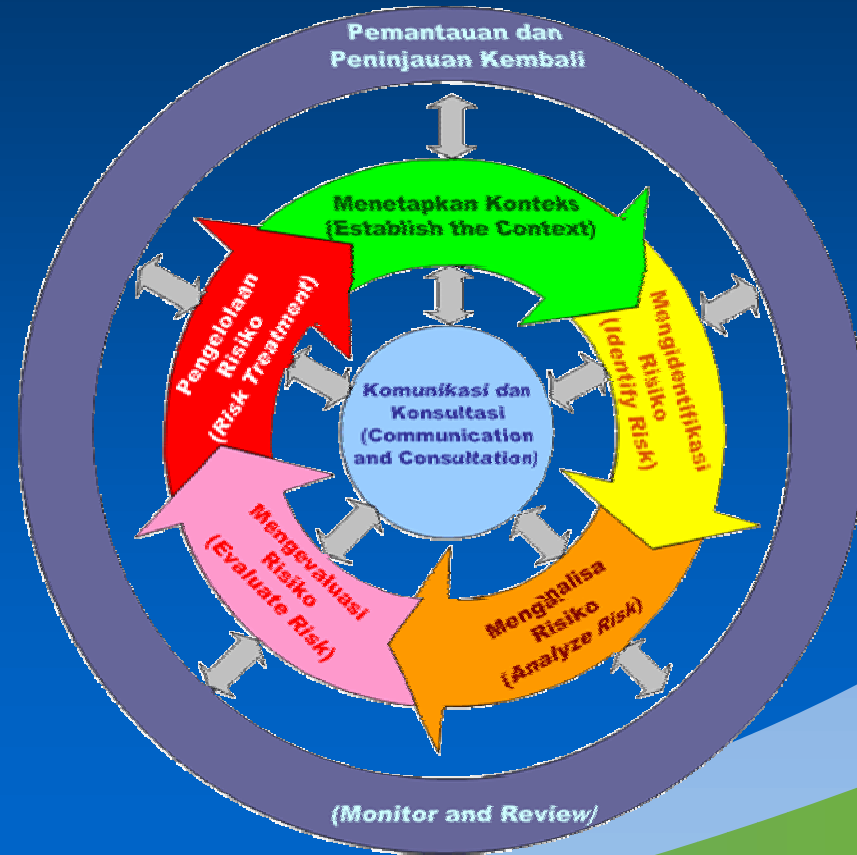 Pemantauan dan
Peninjauan Kembali
Menetapkan Konteks
(Establish the Context)
Mengidentifikasi
Risiko
(Identify Risk)
Menganalisa
Risiko
(Analyze Risk)
Mengevaluasi
Risiko
(Evaluate Risk)
Pengelolaan
Risiko
(Risk Treatment)
Komunikasi dan
Konsultasi
(Communication
and Consultation)
(Monitor and Review)